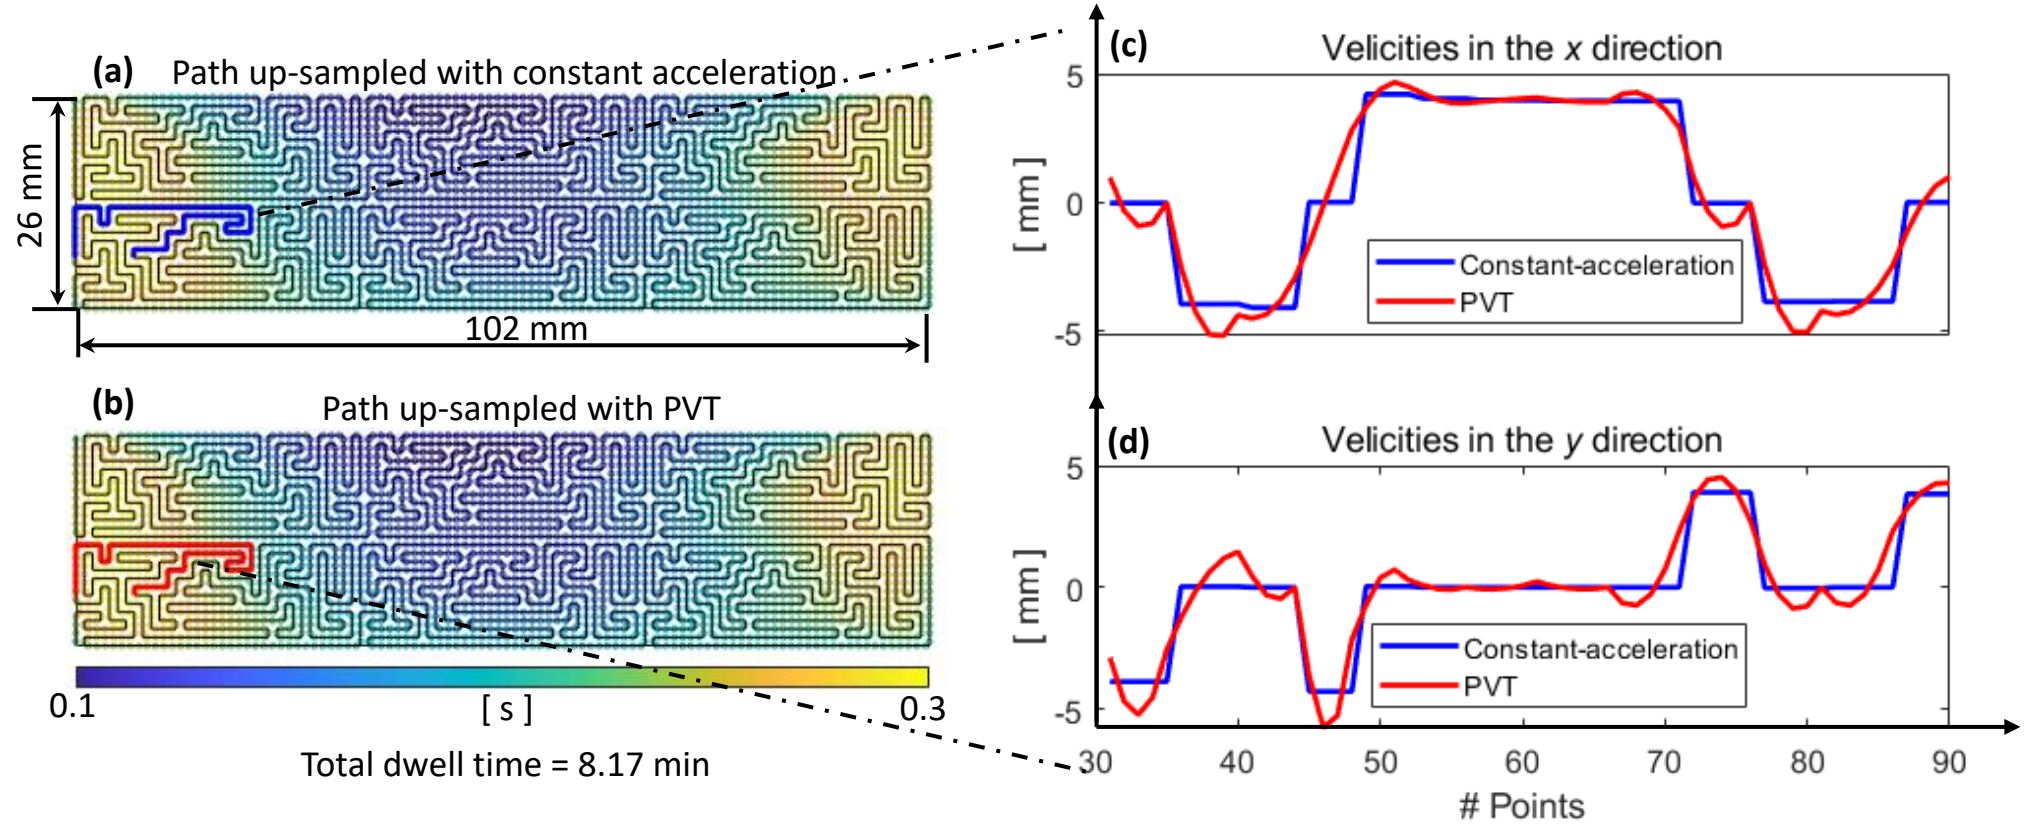 (a) Path up-sampled with constant acceleration
26 mm
102 mm
(b)
Path up-sampled with PVT
0.1 [ s ] 0.3
Total dwell time = 8.17 min
(c) Velicities in the x direction
5
0
-5
[ mm ]
Constant-acceleration
PVT
(d) Velicities in the y direction
5
0
-5
[ mm ]
Constant-acceleration
PVT
30 40 50 60 70 80 90
# Points